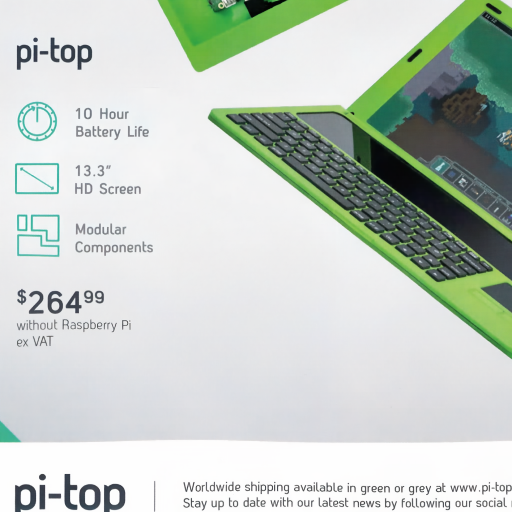 pi-top
10 Hour
Battery Life
13.3"
HD Screen
Modular
Components
$264.99
without Raspberry Pi
ex VAT
pi-top
Worldwide shipping available in green or grey at www.pi-top
Stay up to date with our latest news by following our social